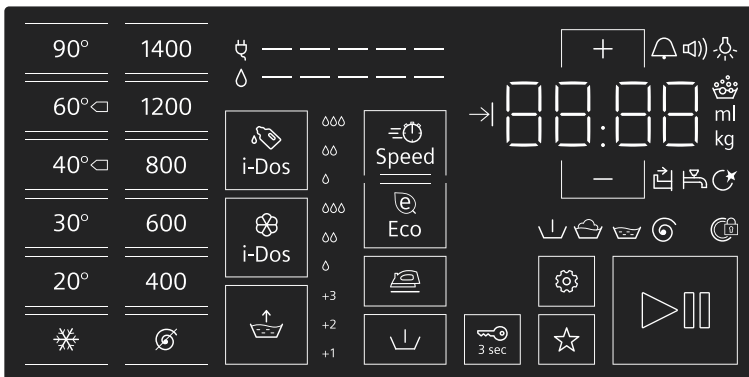 90° 1400
60° 1200
40° 800
30° 600
20° 400
i-Dos
i-Dos
+3
+2
+1
Speed
e
Eco
3 sec
+
88:88
−
ml
kg